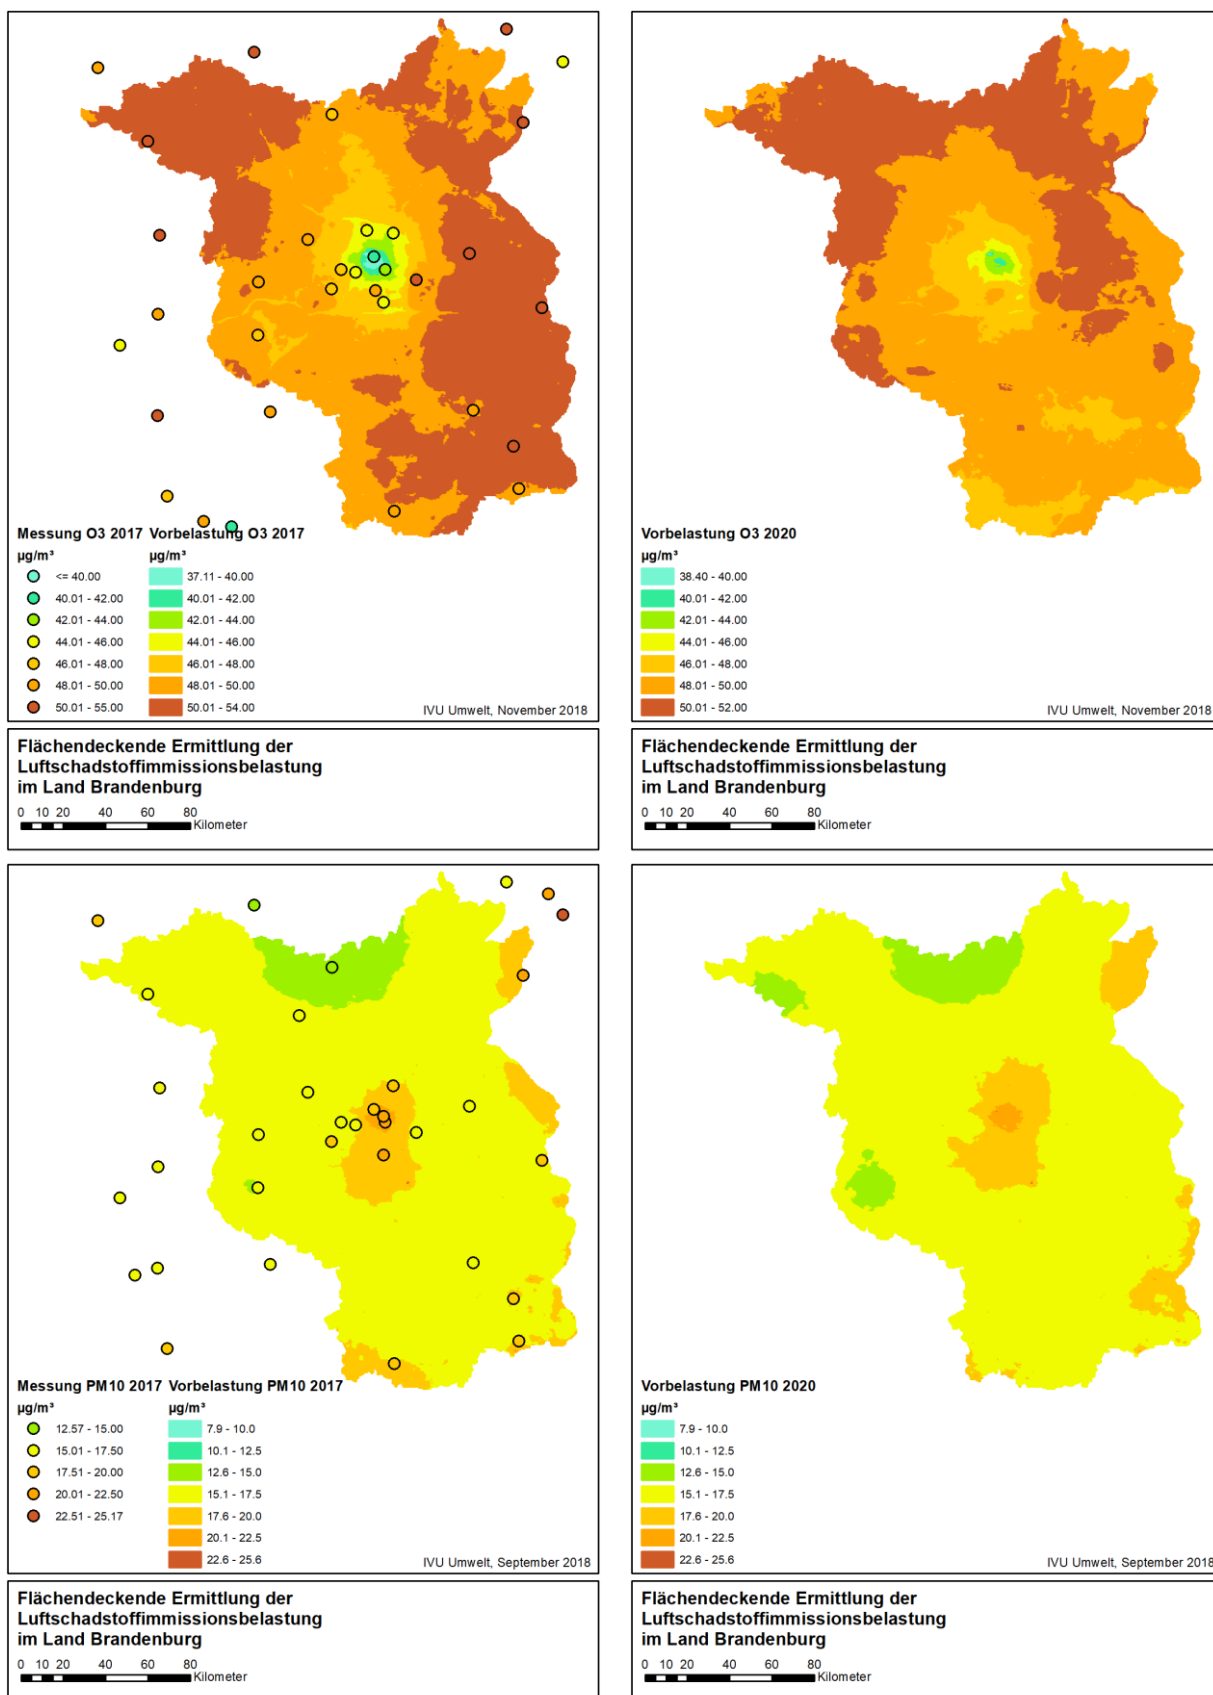 Messung O3 2017 Vorbelastung O3 2017
µg/m³ µg/m³
<= 40.00 37.11 - 40.00
40.01 - 42.00 40.01 - 42.00
42.01 - 44.00 42.01 - 44.00
44.01 - 46.00 44.01 - 46.00
46.01 - 48.00 46.01 - 48.00
48.01 - 50.00 48.01 - 50.00
50.01 - 55.00 50.01 - 54.00
IVU Umwelt, November 2018
Flächendeckende Ermittlung der
Luftschadstoffimmissionsbelastung
im Land Brandenburg
0 10 20 40 60 80
Kilometer
Vorbelastung O3 2020
µg/m³
38.40 - 40.00
40.01 - 42.00
42.01 - 44.00
44.01 - 46.00
46.01 - 48.00
48.01 - 50.00
50.01 - 52.00
IVU Umwelt, November 2018
Flächendeckende Ermittlung der
Luftschadstoffimmissionsbelastung
im Land Brandenburg
0 10 20 40 60 80
Kilometer
Messung PM10 2017 Vorbelastung PM10 2017
µg/m³ µg/m³
12.57 - 15.00 7.9 - 10.0
15.01 - 17.50 10.1 - 12.5
17.51 - 20.00 12.6 - 15.0
20.01 - 22.50 15.1 - 17.5
22.51 - 25.17 17.6 - 20.0
20.1 - 22.5
22.6 - 25.6
IVU Umwelt, September 2018
Flächendeckende Ermittlung der
Luftschadstoffimmissionsbelastung
im Land Brandenburg
0 10 20 40 60 80
Kilometer
Vorbelastung PM10 2020
µg/m³
7.9 - 10.0
10.1 - 12.5
12.6 - 15.0
15.1 - 17.5
17.6 - 20.0
20.1 - 22.5
22.6 - 25.6
IVU Umwelt, September 2018
Flächendeckende Ermittlung der
Luftschadstoffimmissionsbelastung
im Land Brandenburg
0 10 20 40 60 80
Kilometer